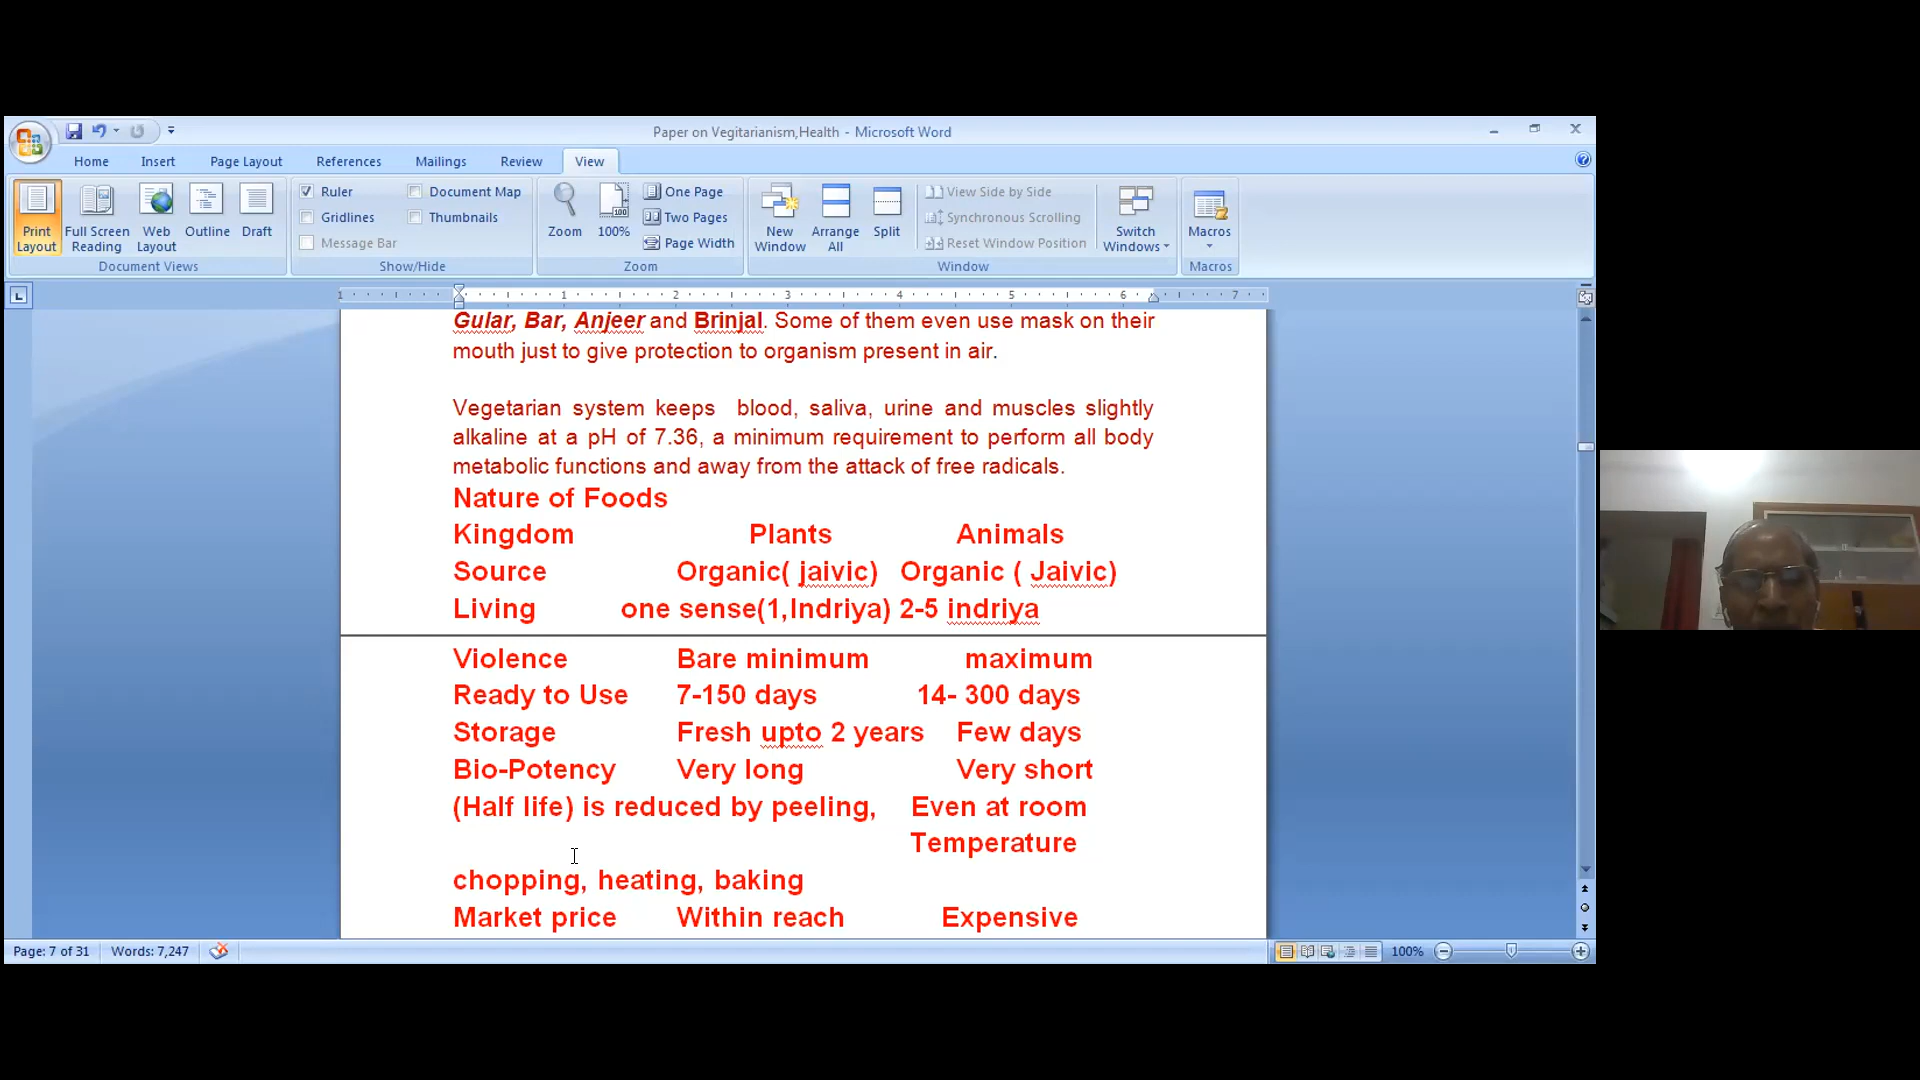 Paper on Vegitarianism,Health - Microsoft Word
Home Insert Page Layout References Mailings Review View
Ruler Document Map One Page View Side by Side
Gridlines Thumbnails Two Pages Synchronous Scrolling
Message Bar Page Width Reset Window Position
Print Layout Full Screen Reading Web Layout Outline Draft Zoom 100% New Window Arrange All Split Switch Windows Macros
Document Views Show/Hide Zoom Window Macros
1 1 2 3 4 5 6 7
Gular, Bar, Anjeer and Brinjal. Some of them even use mask on their
mouth just to give protection to organism present in air.
Vegetarian system keeps blood, saliva, urine and muscles slightly
alkaline at a pH of 7.36, a minimum requirement to perform all body
metabolic functions and away from the attack of free radicals.
Nature of Foods
Kingdom Plants Animals
Source Organic( jaivic) Organic ( Jaivic)
Living one sense(1,Indriya) 2-5 indriya
Violence Bare minimum maximum
Ready to Use 7-150 days 14- 300 days
Storage Fresh upto 2 years Few days
Bio-Potency Very long Very short
(Half life) is reduced by peeling, Even at room
Temperature
chopping, heating, baking
Market price Within reach Expensive
Page: 7 of 31 Words: 7,247 100%